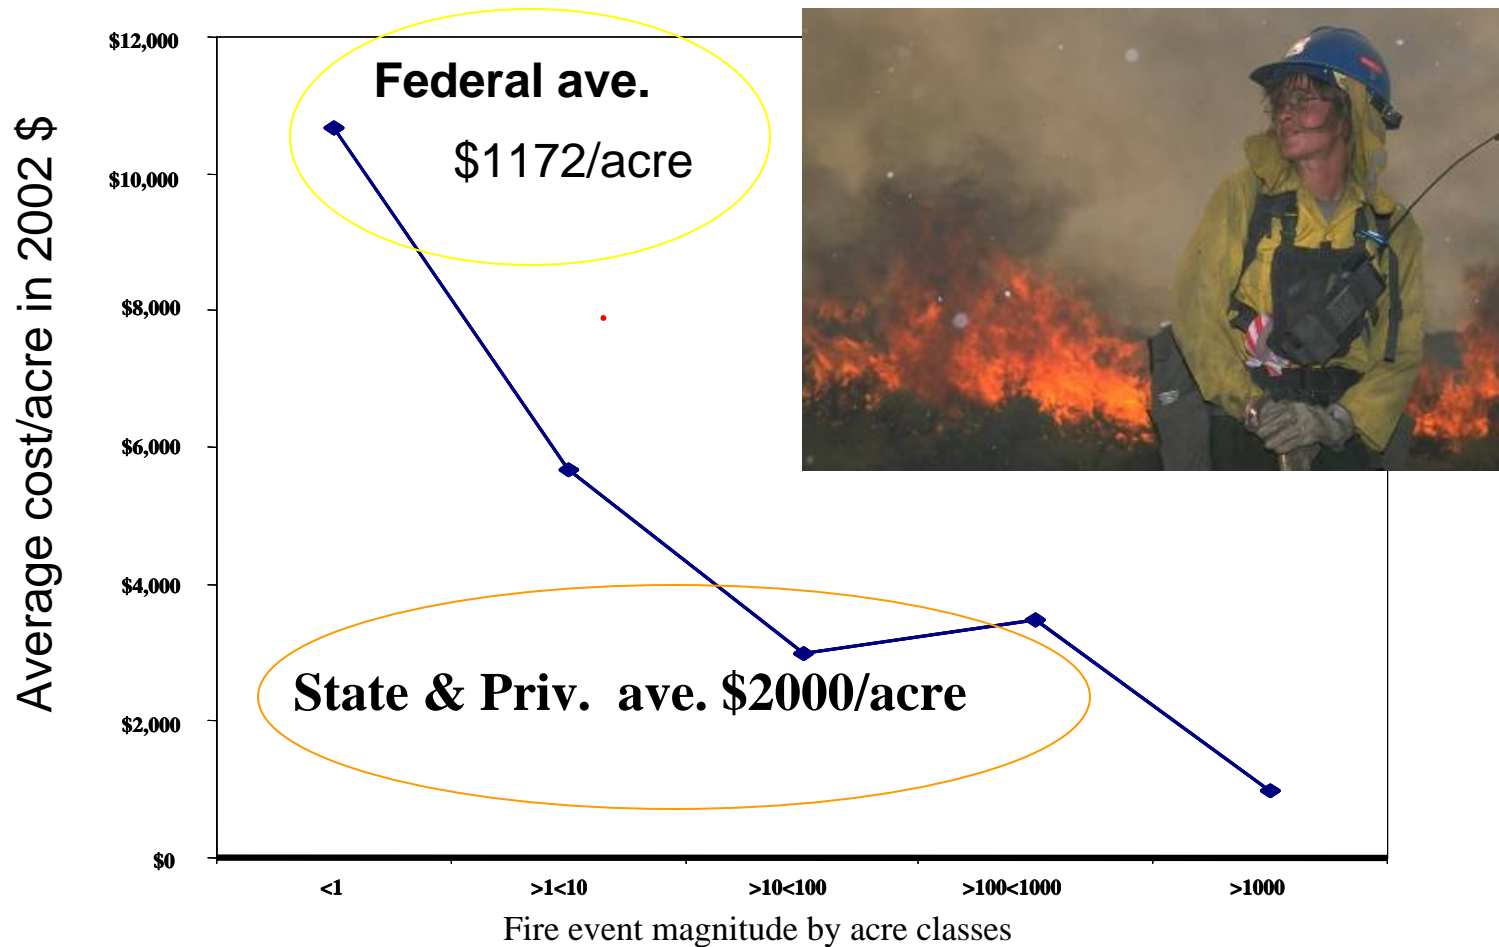 Average cost/acre in 2002 $
$12,000
$10,000
$8,000
$6,000
$4,000
$2,000
$0
Federal ave.
$1172/acre
State & Priv.  ave. $2000/acre
<1
>1<10
>10<100
>100<1000
>1000
Fire event magnitude by acre classes